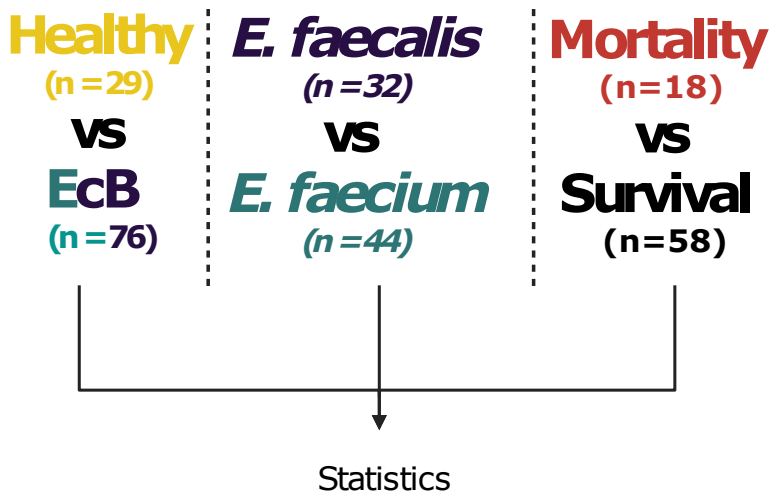 Healthy
(n=29)
vs
EcB
(n=76)
E. faecalis
(n=32)
vs
E. faecium
(n=44)
Mortality
(n=18)
vs
Survival
(n=58)
Statistics